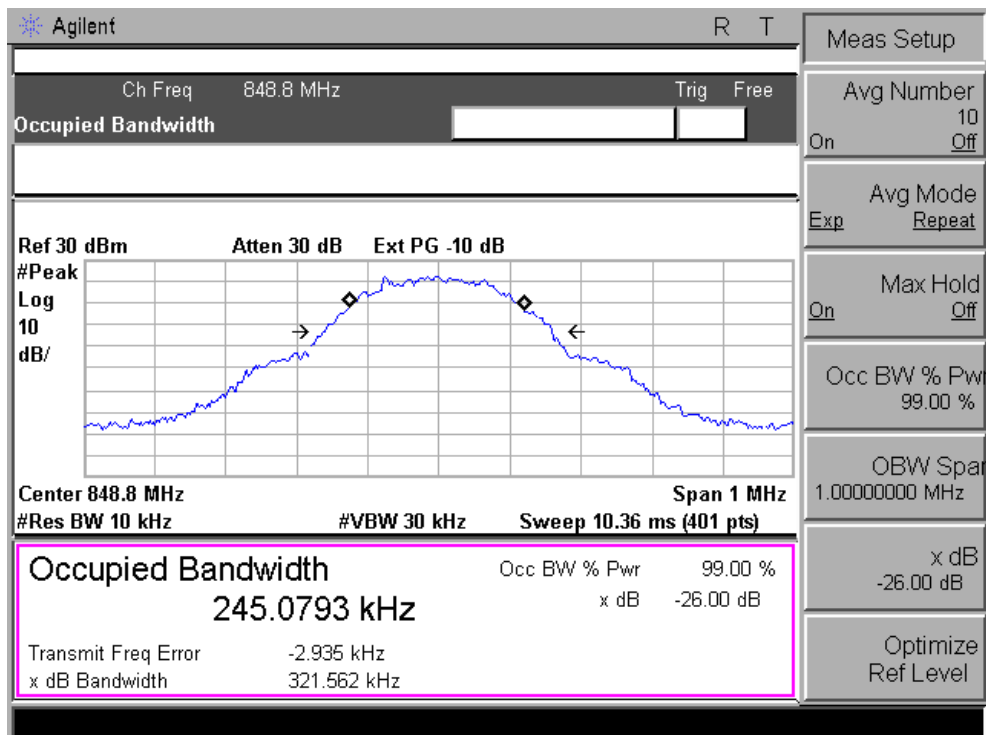 Agilent R T
Ch Freq 848.8 MHz Trig Free
Occupied Bandwidth
Ref 30 dBm Atten 30 dB Ext PG -10 dB
#Peak
Log
10
dB/
Center 848.8 MHz Span 1 MHz
#Res BW 10 kHz #VBW 30 kHz Sweep 10.36 ms (401 pts)
Occupied Bandwidth Occ BW % Pwr 99.00 %
245.0793 kHz x dB -26.00 dB
Transmit Freq Error -2.935 kHz
x dB Bandwidth 321.562 kHz
Meas Setup
Avg Number
10
On Off
Avg Mode
Exp Repeat
Max Hold
On Off
Occ BW % Pwr
99.00 %
OBW Span
1.00000000 MHz
x dB
-26.00 dB
Optimize
Ref Level